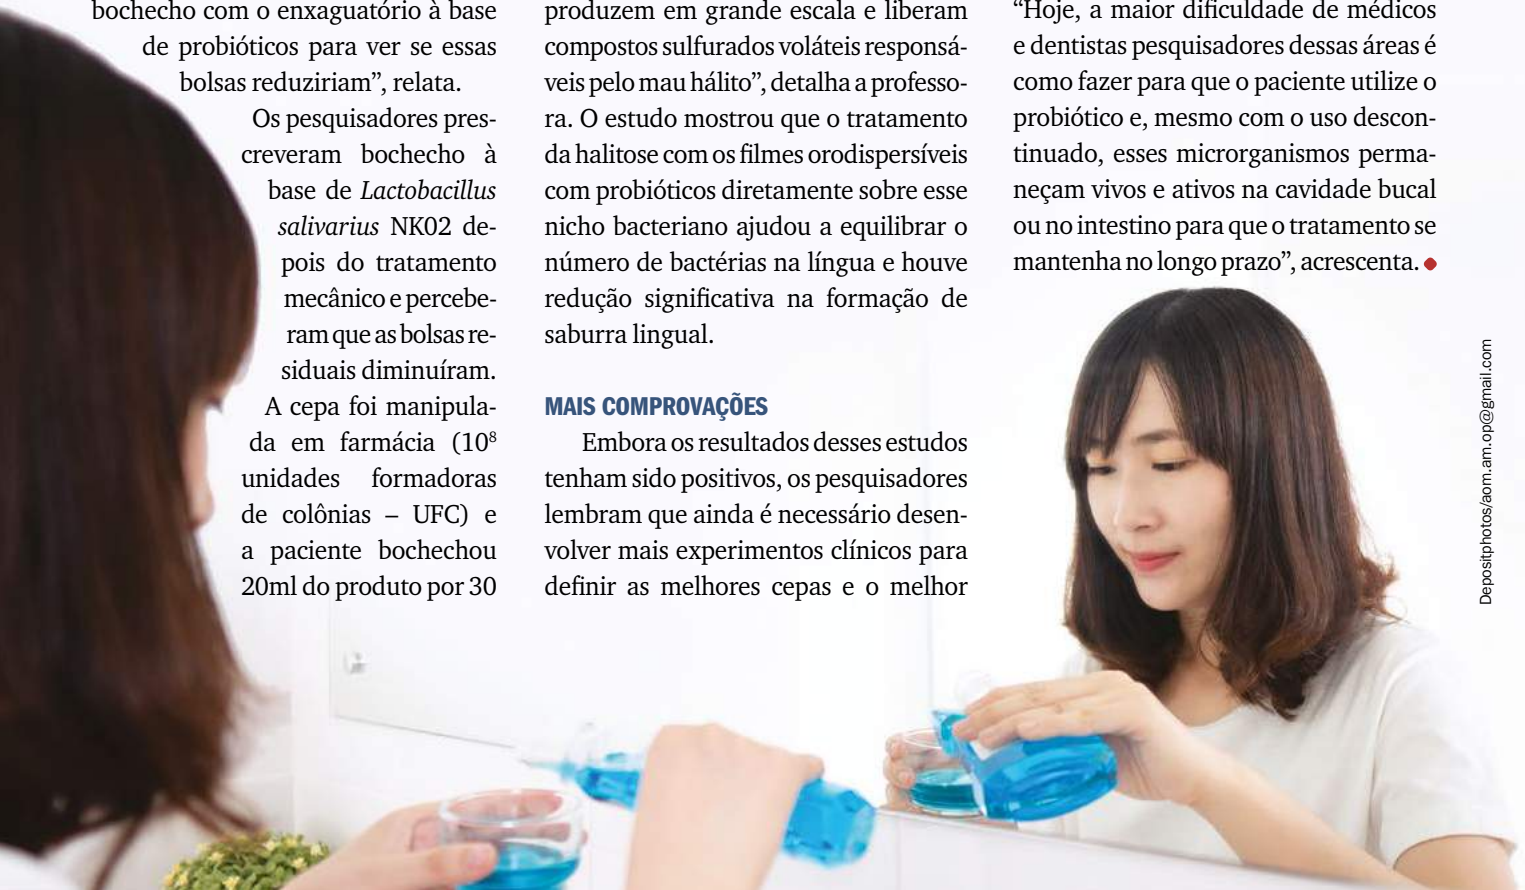 bochecho com o enxaguatório à base
de probióticos para ver se essas
bolsas reduziriam”, relata.
Os pesquisadores pres-
creveram bochecho à
base de Lactobacillus
salivarius NK02 de-
pois do tratamento
mecânico e percebe-
ram que as bolsas re-
siduais diminuíram.
A cepa foi manipula-
da em farmácia (10⁸
unidades formadoras
de colônias – UFC) e
a paciente bochechou
20ml do produto por 30
produzem em grande escala e liberam
compostos sulfurados voláteis responsá-
veis pelo mau hálito”, detalha a professo-
ra. O estudo mostrou que o tratamento
da halitose com os filmes orodispersíveis
com probióticos diretamente sobre esse
nicho bacteriano ajudou a equilibrar o
número de bactérias na língua e houve
redução significativa na formação de
saburra lingual.
MAIS COMPROVAÇÕES
Embora os resultados desses estudos
tenham sido positivos, os pesquisadores
lembram que ainda é necessário desen-
volver mais experimentos clínicos para
definir as melhores cepas e o melhor
“Hoje, a maior dificuldade de médicos
e dentistas pesquisadores dessas áreas é
como fazer para que o paciente utilize o
probiótico e, mesmo com o uso descon-
tinuado, esses microrganismos perma-
neçam vivos e ativos na cavidade bucal
ou no intestino para que o tratamento se
mantenha no longo prazo”, acrescenta.
Depositphotos/aom.am.op@gmail.com